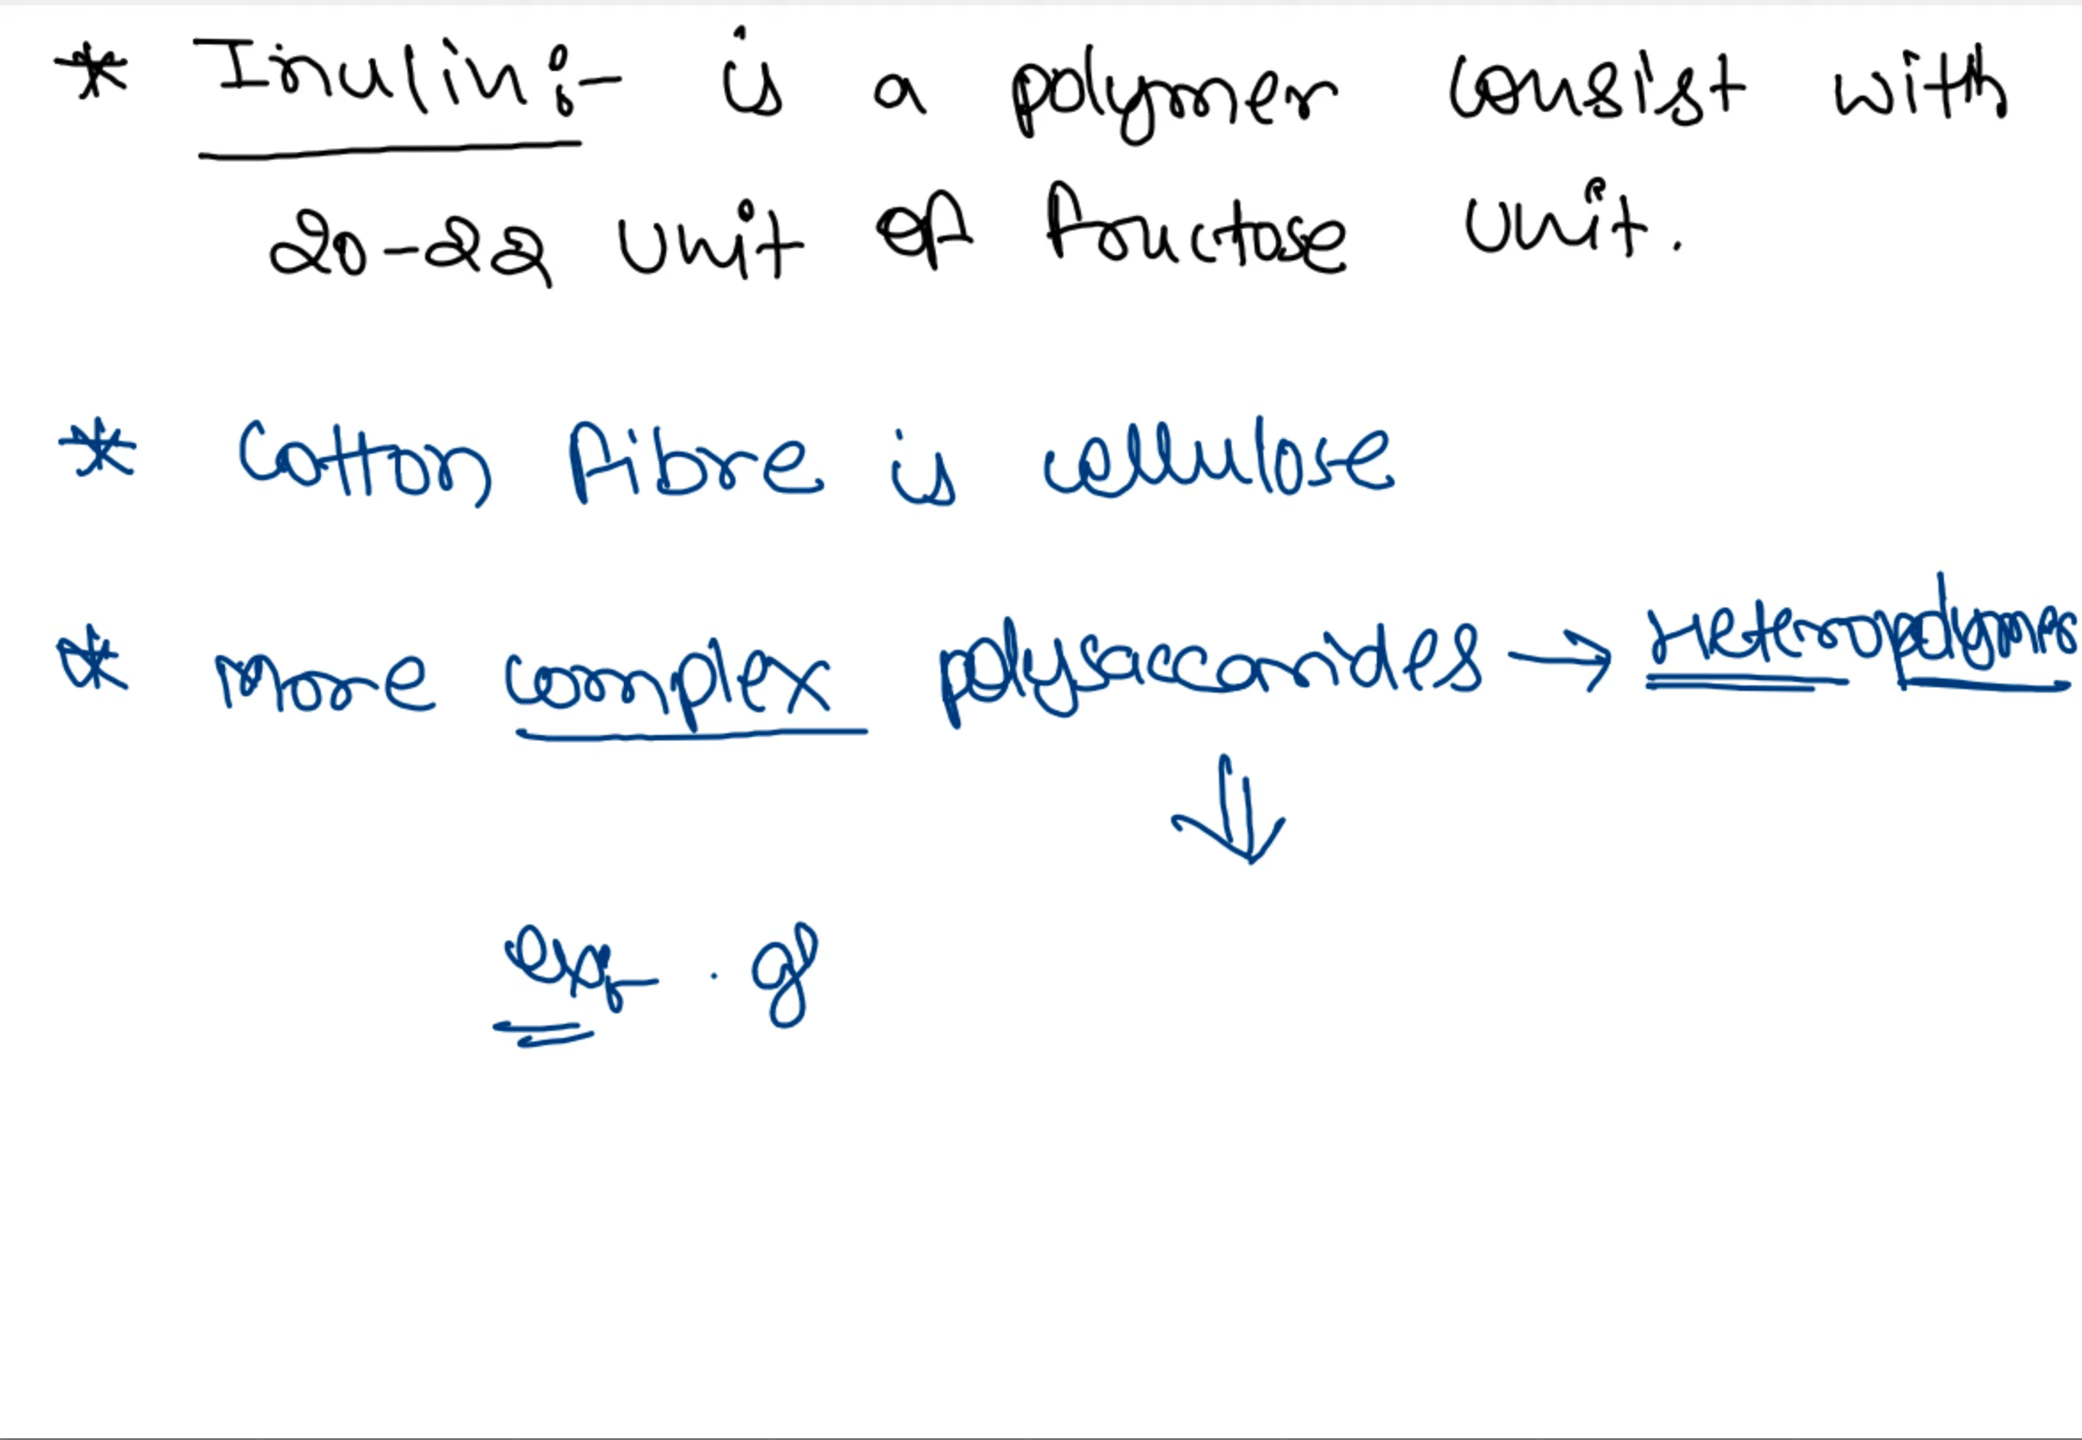 * Inulin:- is a polymer consist with
20-22 unit of fructose unit.
* Cotton fibre is cellulose
* More complex polysaccarides → Heteropolymers
↓
exp- . gl